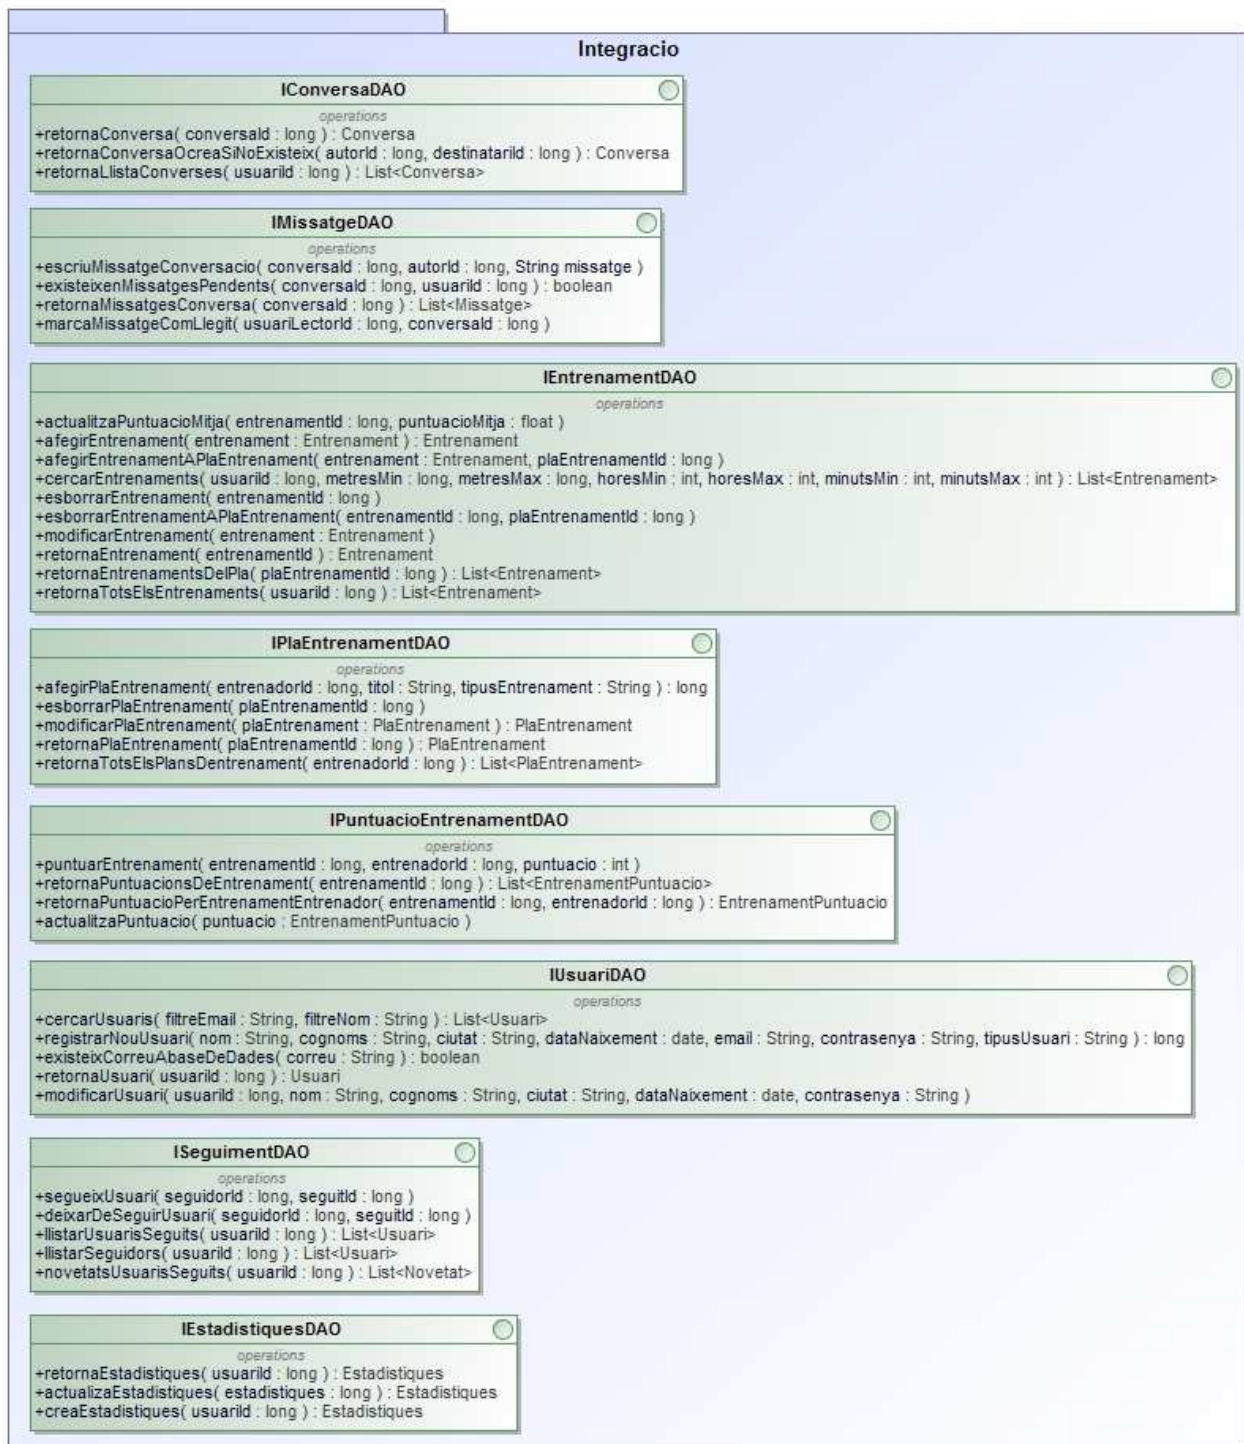 Integracio
IConversaDAO
operations
+retornaConversa( conversaId : long ) : Conversa
+retornaConversaOcreaSiNoExisteix( autorId : long, destinatariId : long ) : Conversa
+retornaLlistaConverses( usuariId : long ) : List<Conversa>
IMissatgeDAO
operations
+escriuMissatgeConversacio( conversaId : long, autorId : long, String missatge )
+existeixenMissatgesPendents( conversaId : long, usuariId : long ) : boolean
+retornaMissatgesConversa( conversaId : long ) : List<Missatge>
+marcaMissatgeComLlegit( usuariLectorId : long, conversaId : long )
IEntrenamentDAO
operations
+actualitzaPuntuacioMitja( entrenamentId : long, puntuacioMitja : float )
+afegirEntrenament( entrenament : Entrenament ) : Entrenament
+afegirEntrenamentAPlaEntrenament( entrenament : Entrenament, plaEntrenamentId : long )
+cercarEntrenaments( usuariId : long, metresMin : long, metresMax : long, horesMin : int, horesMax : int, minutsMin : int, minutsMax : int ) : List<Entrenament>
+esborrarEntrenament( entrenamentId : long )
+esborrarEntrenamentAPlaEntrenament( entrenamentId : long, plaEntrenamentId : long )
+modificarEntrenament( entrenament : Entrenament )
+retornaEntrenament( entrenamentId ) : Entrenament
+retornaEntrenamentsDelPla( plaEntrenamentId : long ) : List<Entrenament>
+retornaTotsElsEntrenaments( usuariId : long ) : List<Entrenament>
IPlaEntrenamentDAO
operations
+afegirPlaEntrenament( entrenadorId : long, titol : String, tipusEntrenament : String ) : long
+esborrarPlaEntrenament( plaEntrenamentId : long )
+modificarPlaEntrenament( plaEntrenament : PlaEntrenament ) : PlaEntrenament
+retornaPlaEntrenament( plaEntrenamentId : long ) : PlaEntrenament
+retornaTotsElsPlansDentrenament( entrenadorId : long ) : List<PlaEntrenament>
IPuntuacioEntrenamentDAO
operations
+puntuarEntrenament( entrenamentId : long, entrenadorId : long, puntuacio : int )
+retornaPuntuacionsDeEntrenament( entrenamentId : long ) : List<EntrenamentPuntuacio>
+retornaPuntuacioPerEntrenamentEntrenador( entrenamentId : long, entrenadorId : long ) : EntrenamentPuntuacio
+actualitzaPuntuacio( puntuacio : EntrenamentPuntuacio )
IUsuariDAO
operations
+cercarUsuaris( filtreEmail : String, filtreNom : String ) : List<Usuari>
+registrarNouUsuari( nom : String, cognoms : String, ciutat : String, dataNaixement : date, email : String, contrasenya : String, tipusUsuari : String ) : long
+existeixCorreuAbaseDeDades( correu : String ) : boolean
+retornaUsuari( usuariId : long ) : Usuari
+modificarUsuari( usuariId : long, nom : String, cognoms : String, ciutat : String, dataNaixement : date, contrasenya : String )
ISeguimentDAO
operations
+segueixUsuari( seguidorId : long, seguitId : long )
+deixarDeSeguirUsuari( seguidorId : long, seguitId : long )
+llistarUsuarisSeguits( usuariId : long ) : List<Usuari>
+llistarSeguidors( usuariId : long ) : List<Usuari>
+novetatsUsuarisSeguits( usuariId : long ) : List<Novetat>
IEstadistiquesDAO
operations
+retornaEstadistiques( usuariId : long ) : Estadistiques
+actualizaEstadistiques( estadistiques : long ) : Estadistiques
+creaEstadistiques( usuariId : long ) : Estadistiques